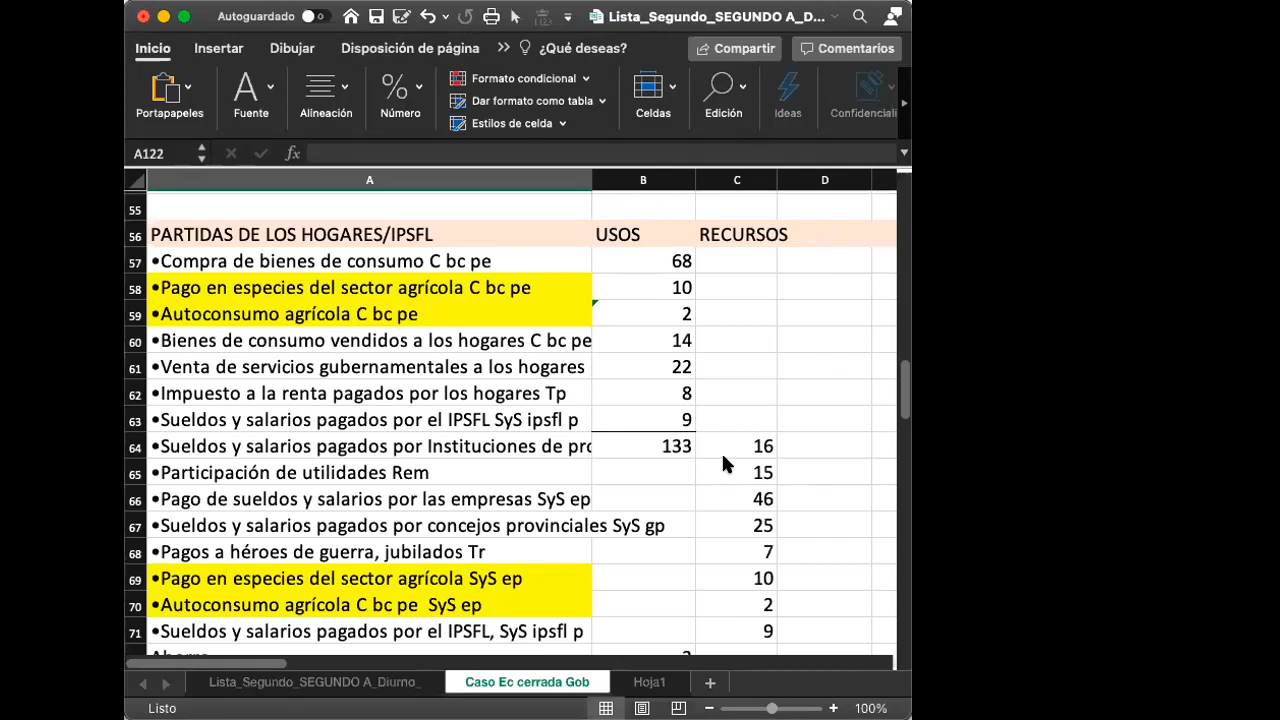 Autoguardado
Lista_Segundo_SEGUNDO A_D...
Inicio Insertar Dibujar Disposición de página >> ¿Qué deseas? Compartir Comentarios
Formato condicional
Dar formato como tabla
Estilos de celda
Portapapeles Fuente Alineación Número Celdas Edición Ideas Confidenciali
A122 fx
A B C D
55
56 PARTIDAS DE LOS HOGARES/IPSFL USOS RECURSOS
57 •Compra de bienes de consumo C bc pe 68
58 •Pago en especies del sector agrícola C bc pe 10
59 •Autoconsumo agrícola C bc pe 2
60 •Bienes de consumo vendidos a los hogares C bc pe 14
61 •Venta de servicios gubernamentales a los hogares 22
62 •Impuesto a la renta pagados por los hogares Tp 8
63 •Sueldos y salarios pagados por el IPSFL SyS ipsfl p 9
64 •Sueldos y salarios pagados por Instituciones de pro 133 16
65 •Participación de utilidades Rem 15
66 •Pago de sueldos y salarios por las empresas SyS ep 46
67 •Sueldos y salarios pagados por concejos provinciales SyS gp 25
68 •Pagos a héroes de guerra, jubilados Tr 7
69 •Pago en especies del sector agrícola SyS ep 10
70 •Autoconsumo agrícola C bc pe SyS ep 2
71 •Sueldos y salarios pagados por el IPSFL, SyS ipsfl p 9
Lista_Segundo_SEGUNDO A_Diurno_ Caso Ec cerrada Gob Hoja1 +
Listo 100%